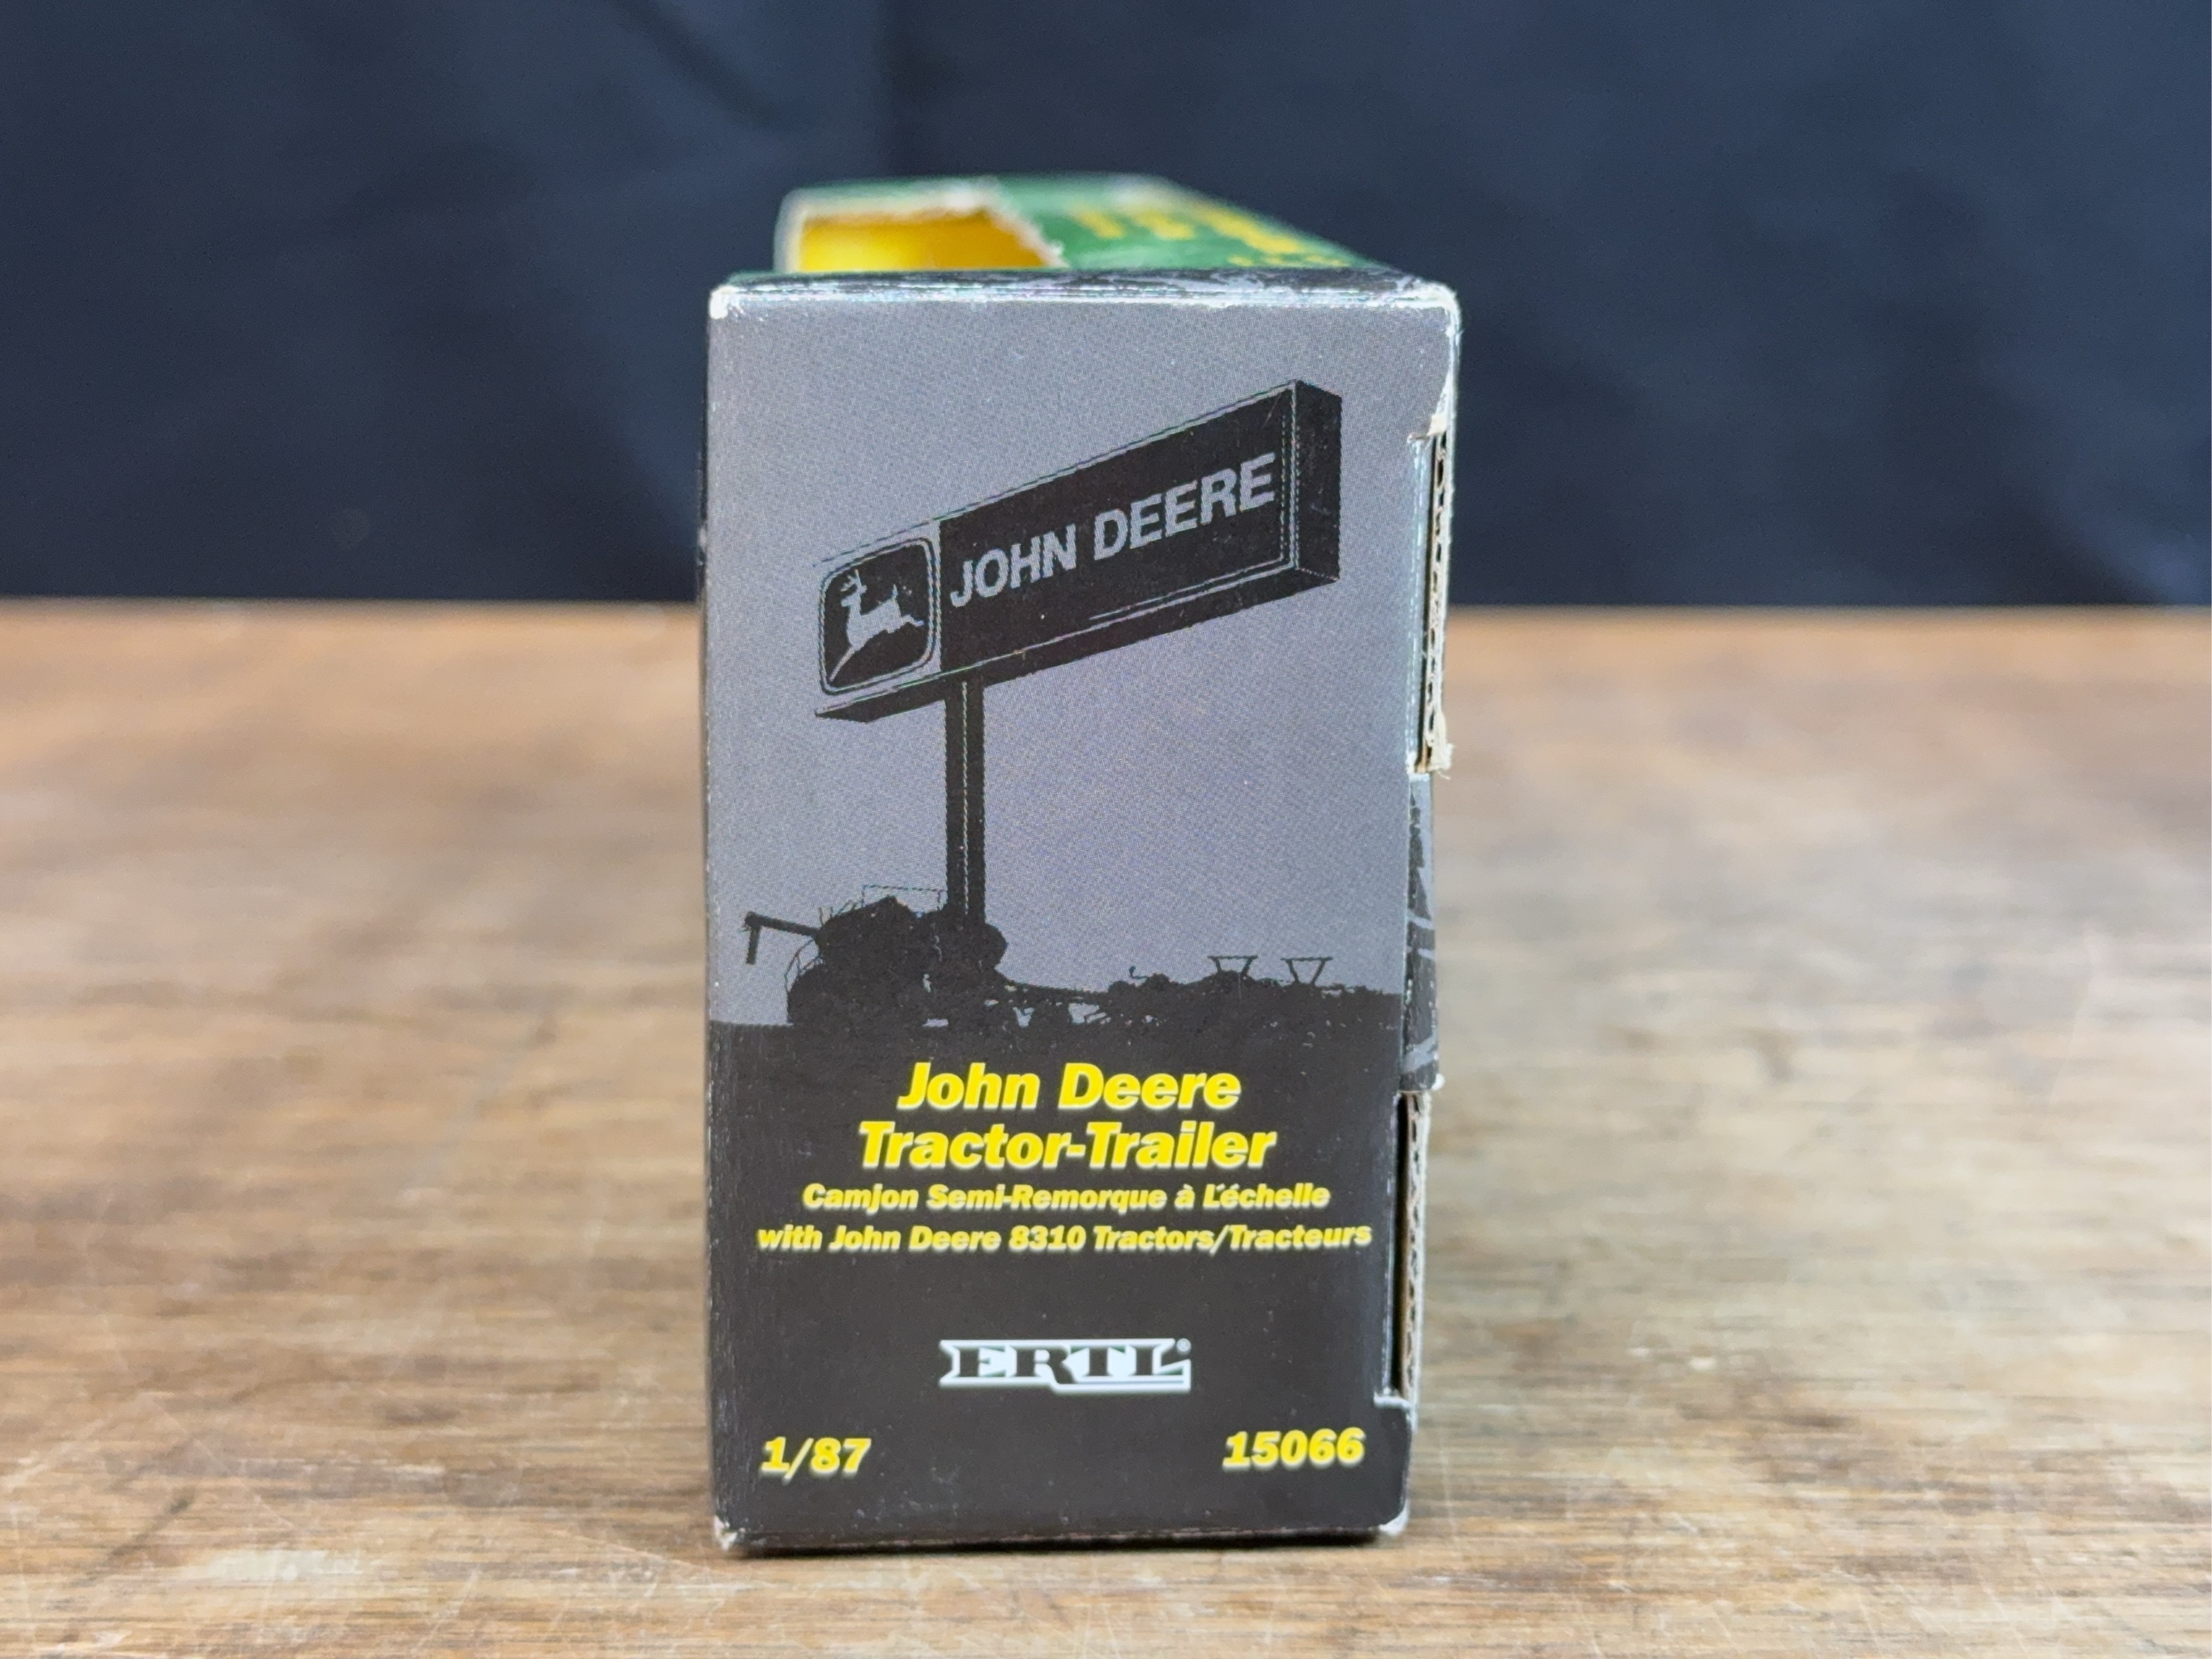 JOHN DEERE
John Deere
Tractor-Trailer
Camjon Semi-Remorque à L'échelle
with John Deere 8310 Tractors/Tracteurs
ERTL®
1/87
15066